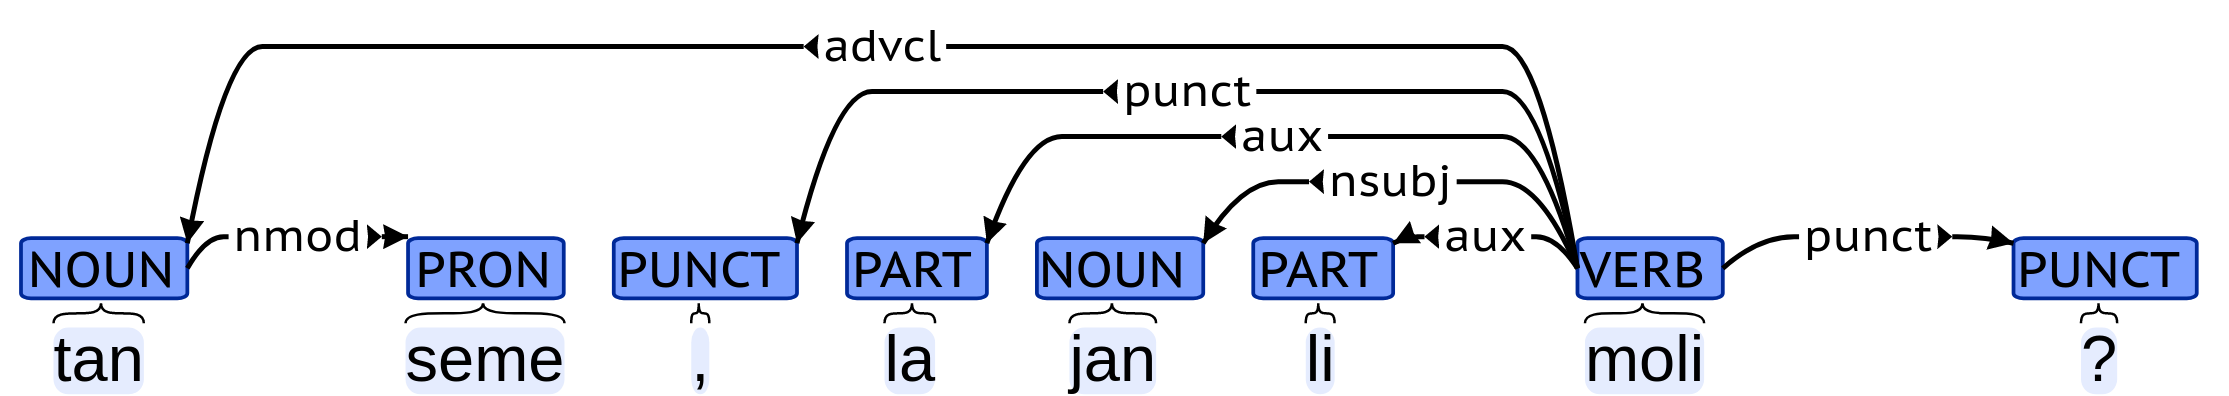 advcl
punct
aux
nsubj
nmod aux punct
NOUN PRON PUNCT PART NOUN PART VERB PUNCT
tan seme , la jan li moli ?